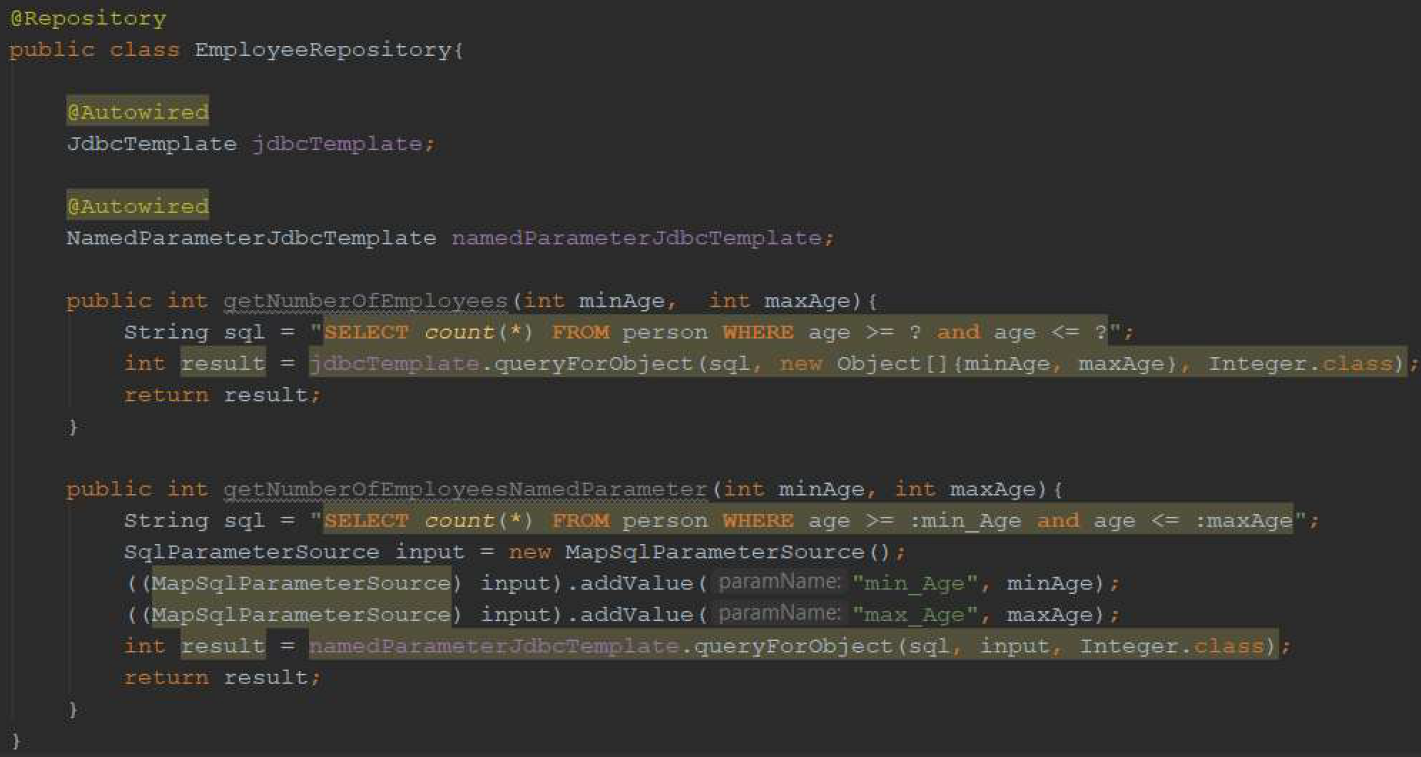 @Repository
public class EmployeeRepository{
@Autowired
JdbcTemplate jdbcTemplate;
@Autowired
NamedParameterJdbcTemplate namedParameterJdbcTemplate;
public int getNumberOfEmployees(int minAge,  int maxAge){
String sql = "SELECT count(*) FROM person WHERE age >= ? and age <= ?";
int result = jdbcTemplate.queryForObject(sql, new Object[]{minAge, maxAge}, Integer.class);
return result;
}
public int getNumberOfEmployeesNamedParameter(int minAge, int maxAge){
String sql = "SELECT count(*) FROM person WHERE age >= :min_Age and age <= :maxAge";
SqlParameterSource input = new MapSqlParameterSource();
((MapSqlParameterSource) input).addValue( paramName: "min_Age", minAge);
((MapSqlParameterSource) input).addValue( paramName: "max_Age", maxAge);
int result = namedParameterJdbcTemplate.queryForObject(sql, input, Integer.class);
return result;
}
}